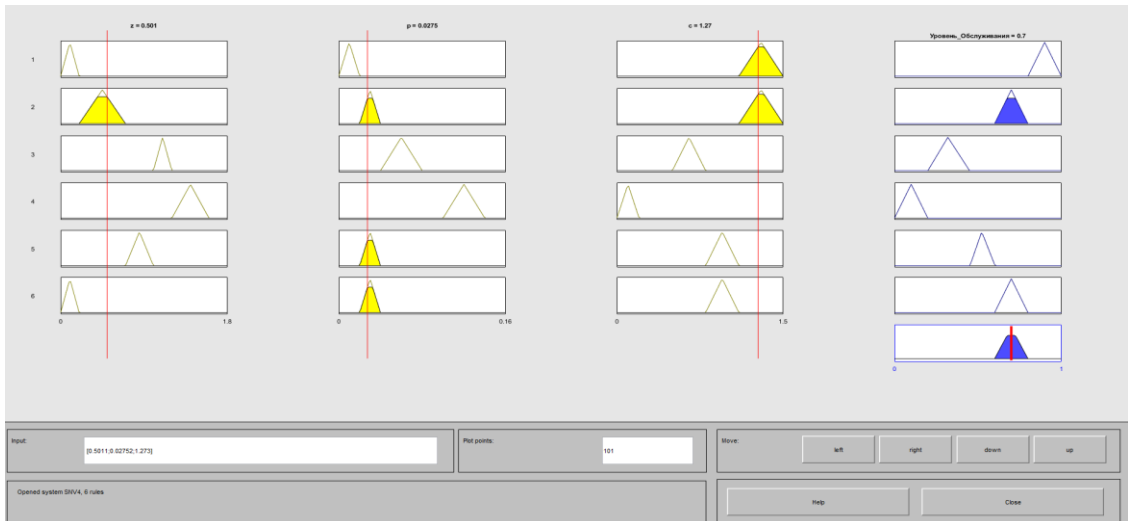 z = 0.501
p = 0.0275
c = 1.27
Уровень_Обслуживания = 0.7
1
2
3
4
5
6
0
1.8
0
0.16
0
1.5
0
1
Input:
[0.5011;0.02752;1.273]
Plot points:
101
Move:
left
right
down
up
Opened system SNV4, 6 rules
Help
Close